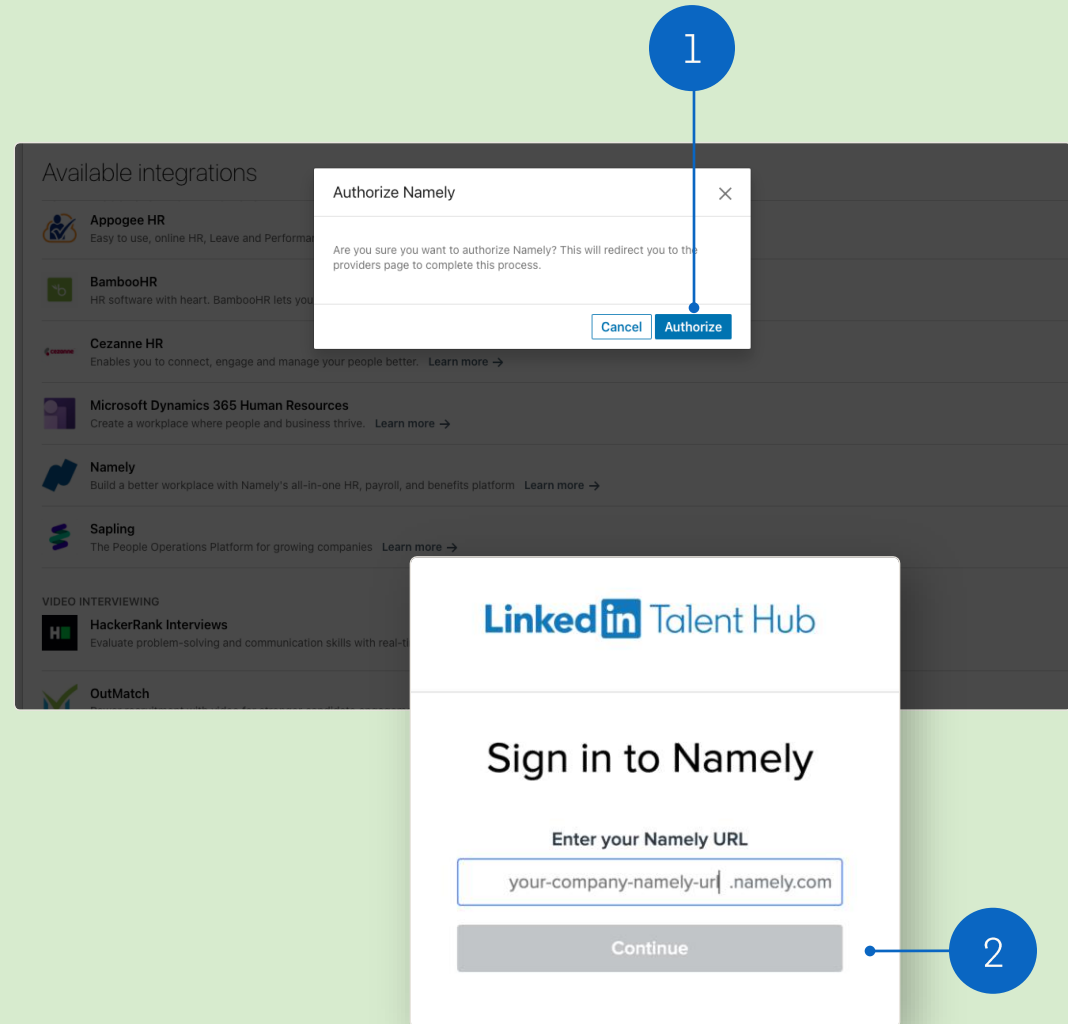 1
Available integrations
Authorize Namely
Appogee HR
Easy to use, online HR, Leave and
Are you sure you want to authorize Namely? This will redirect you to the
providers page to complete this process.
BambooHR
HR software with heart. BambooHR lets you
Cancel Authorize
Cezanne HR
Enables you to connect, engage and manage your people better. Learn more →
Microsoft Dynamics 365 Human Resources
Create a workplace where people and business thrive. Learn more →
Namely
Build a better workplace with Namely's all-in-one HR, payroll, and benefits platform Learn more →
Sapling
The People Operations Platform for growing companies Learn more →
VIDEO INTERVIEWING
HackerRank Interviews
Evaluate problem-solving and communication skills with
OutMatch
Linked in Talent Hub
Sign in to Namely
Enter your Namely URL
your-company-namely-url .namely.com
Continue
2